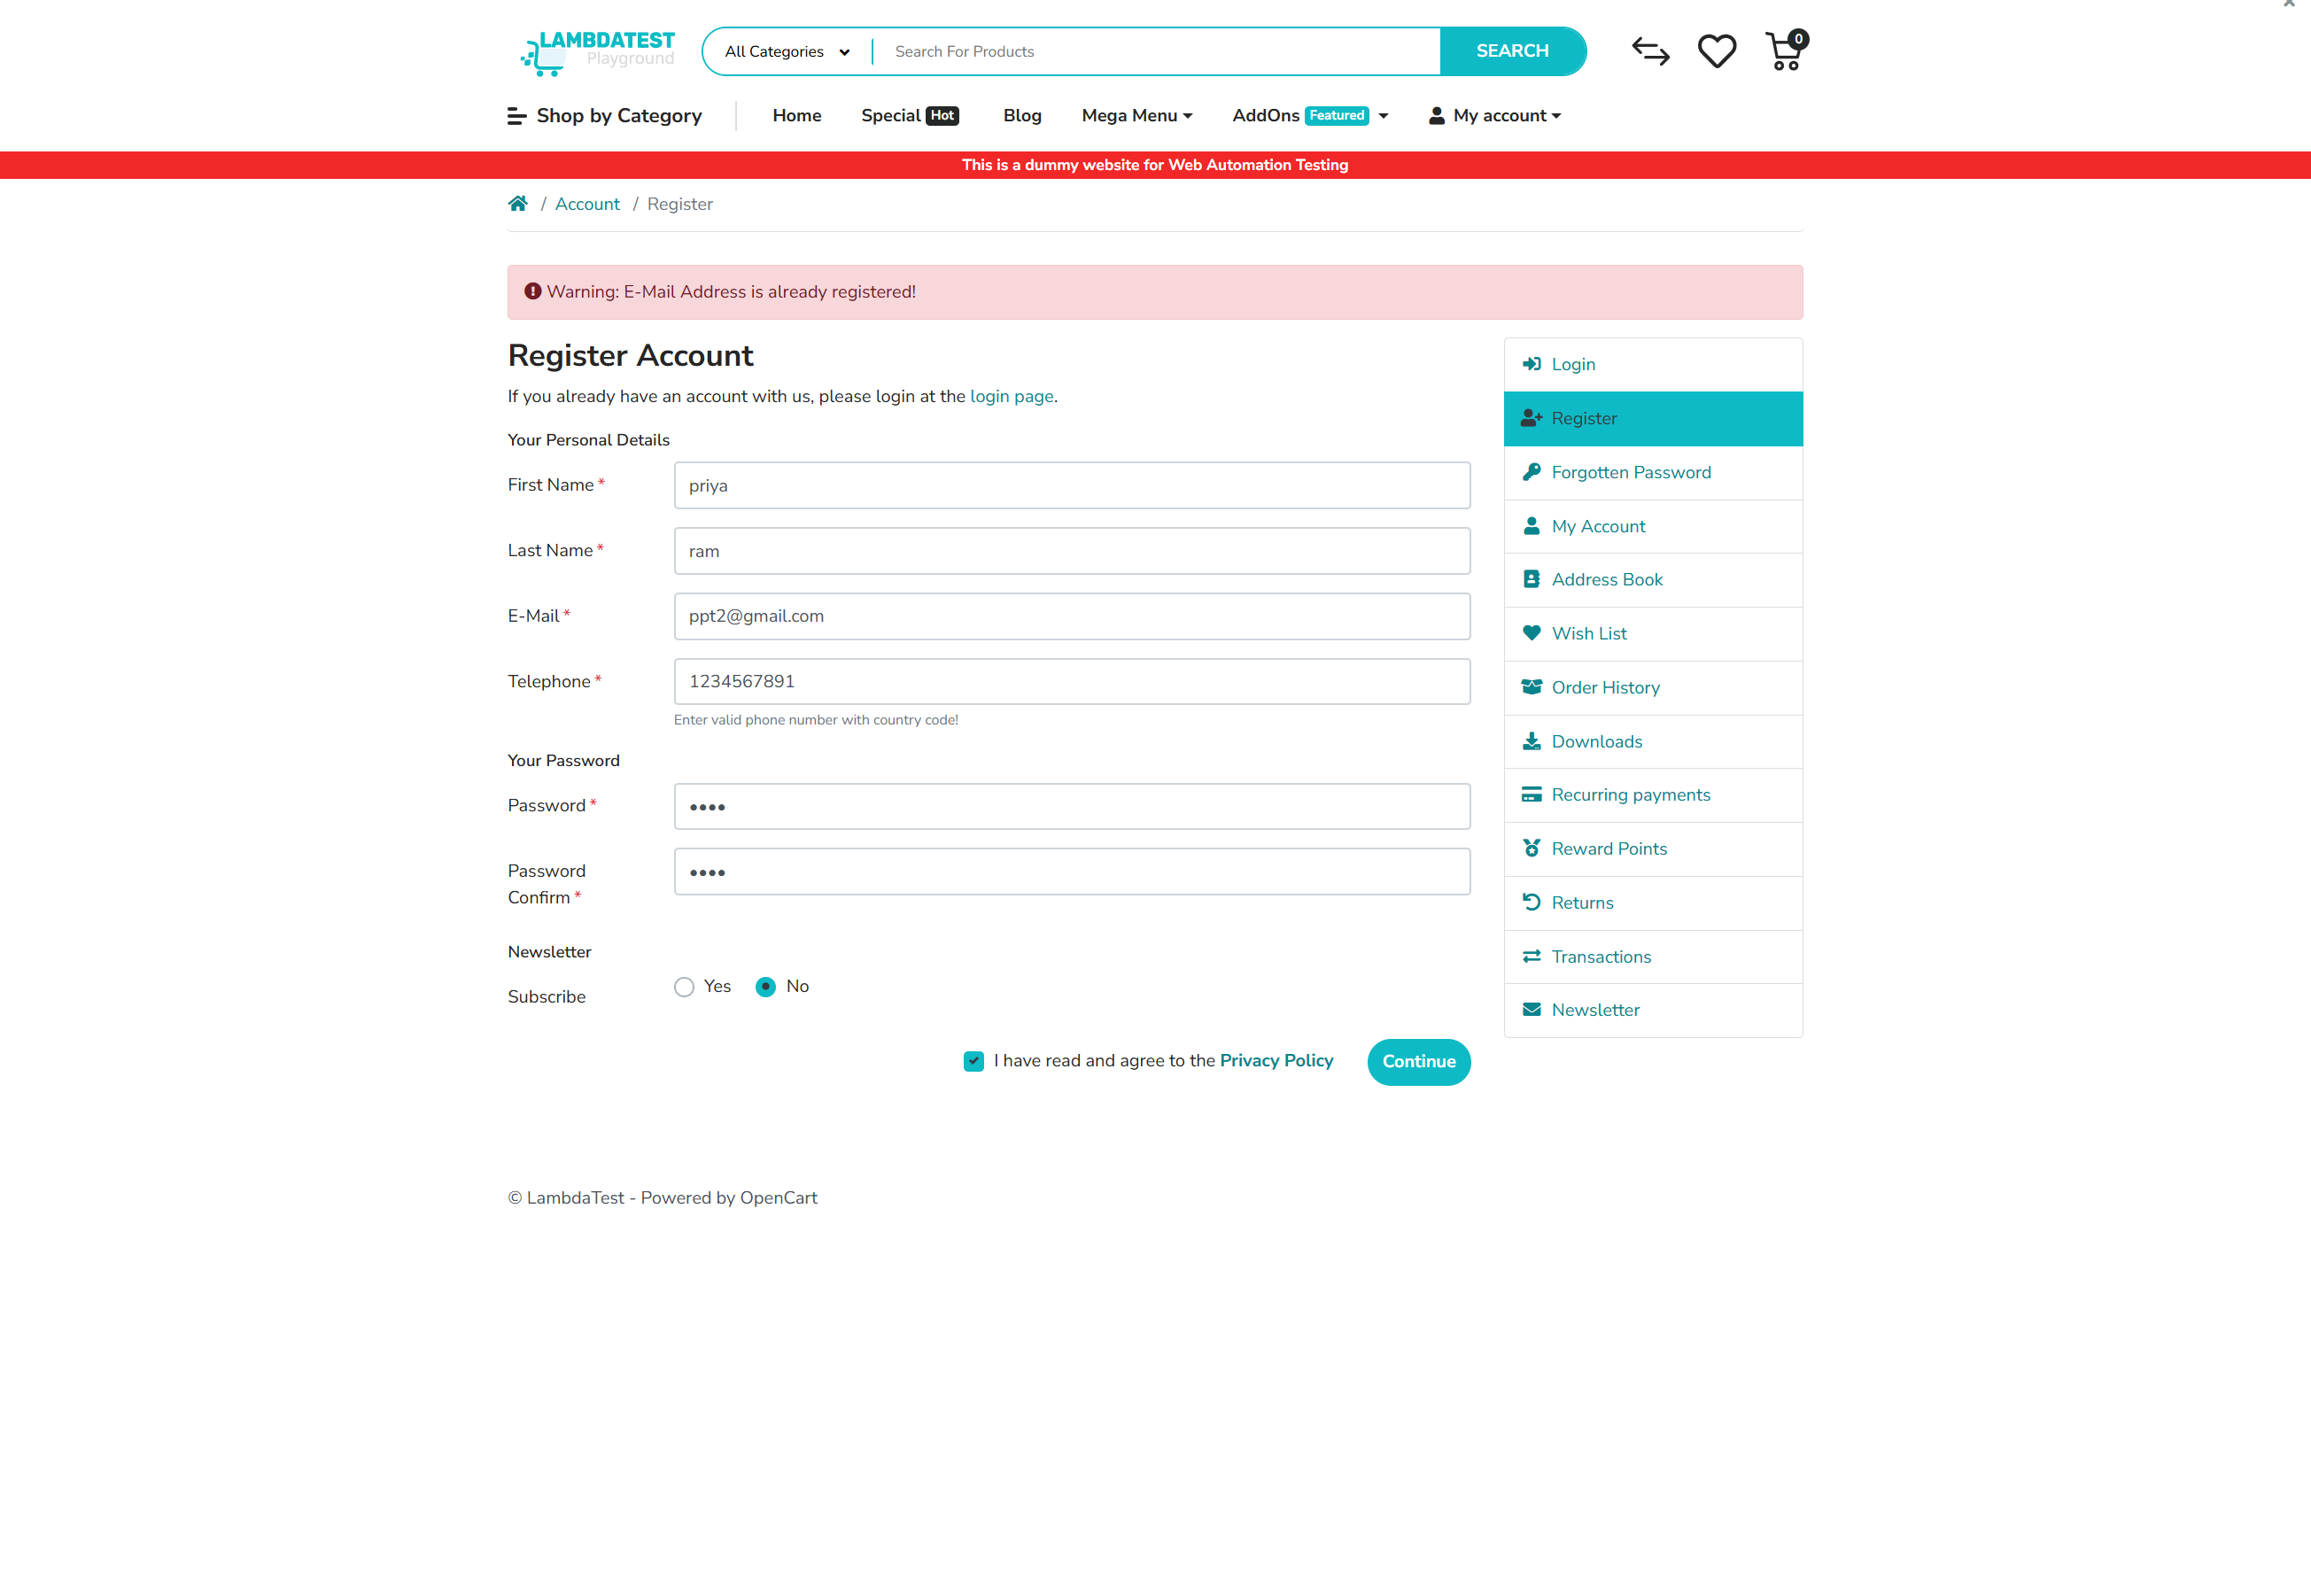 LAMBDATEST
Playground
All Categories
Search For Products
SEARCH
0
Shop by Category
Home
Special Hot
Blog
Mega Menu
AddOns Featured
My account
This is a dummy website for Web Automation Testing
/ Account / Register
Warning: E-Mail Address is already registered!
Register Account
If you already have an account with us, please login at the login page.
Your Personal Details
First Name *
priya
Last Name *
ram
E-Mail *
ppt2@gmail.com
Telephone *
1234567891
Enter valid phone number with country code!
Your Password
Password *
••••
Password
Confirm *
••••
Newsletter
Subscribe
Yes
No
I have read and agree to the Privacy Policy
Continue
Login
Register
Forgotten Password
My Account
Address Book
Wish List
Order History
Downloads
Recurring payments
Reward Points
Returns
Transactions
Newsletter
© LambdaTest - Powered by OpenCart